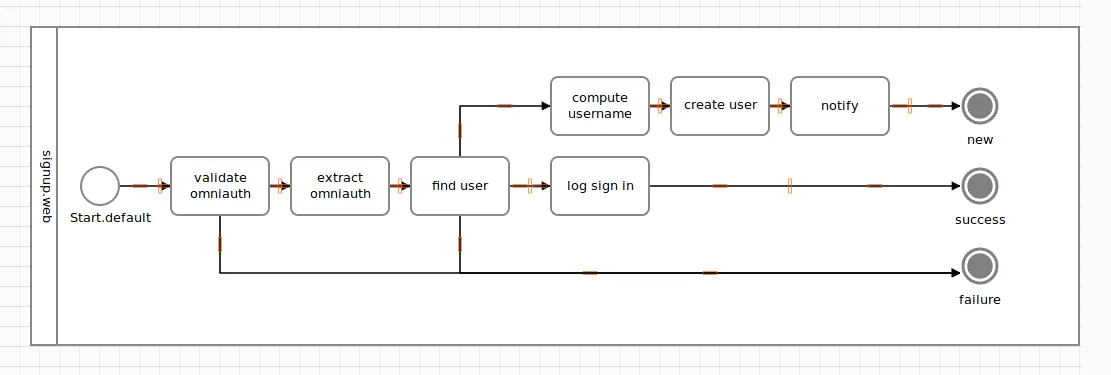 signup.web
Start.default
validate
omniauth
extract
omniauth
find user
compute
username
create user
notify
new
log sign in
success
failure